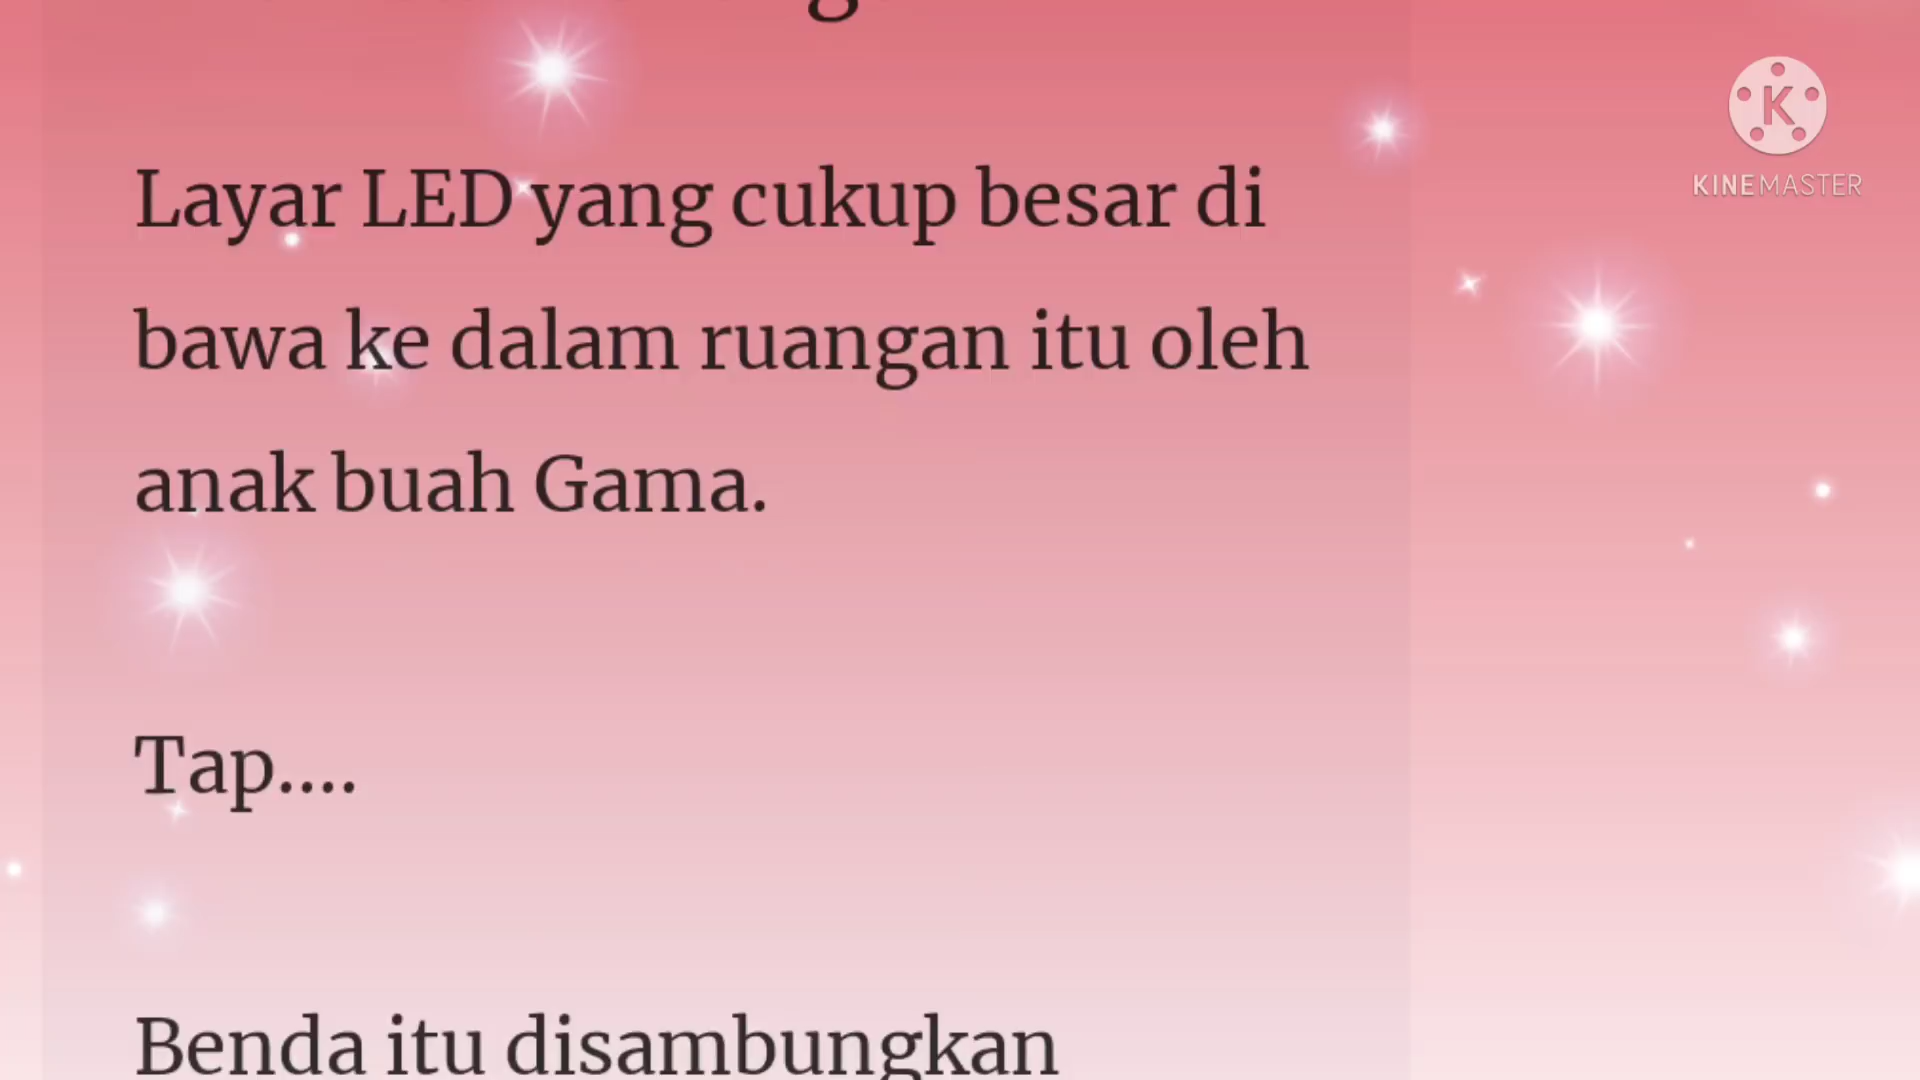 Layar LED yang cukup besar di
bawa ke dalam ruangan itu oleh
anak buah Gama.
Tap....
Benda itu disambungkan
K
KINEMASTER